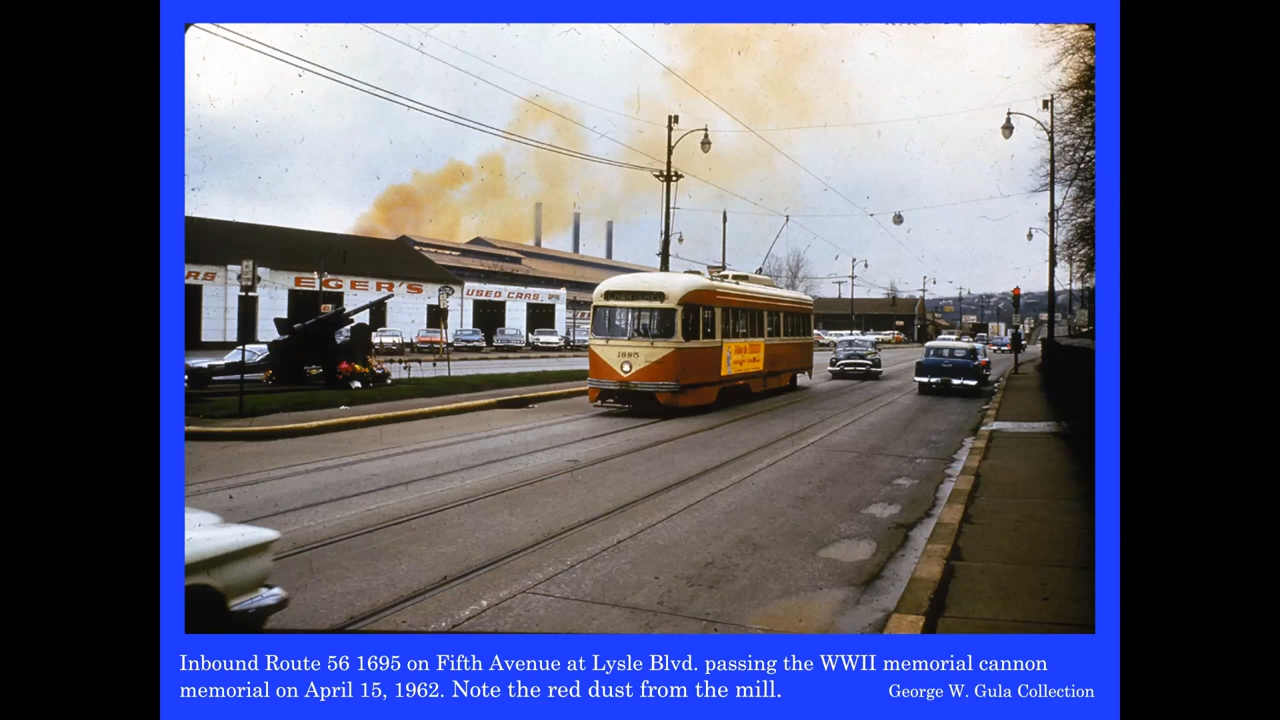 RS
EGER'S
USED CARS.
1695
Inbound Route 56 1695 on Fifth Avenue at Lysle Blvd. passing the WWII memorial cannon
memorial on April 15, 1962. Note the red dust from the mill.
George W. Gula Collection